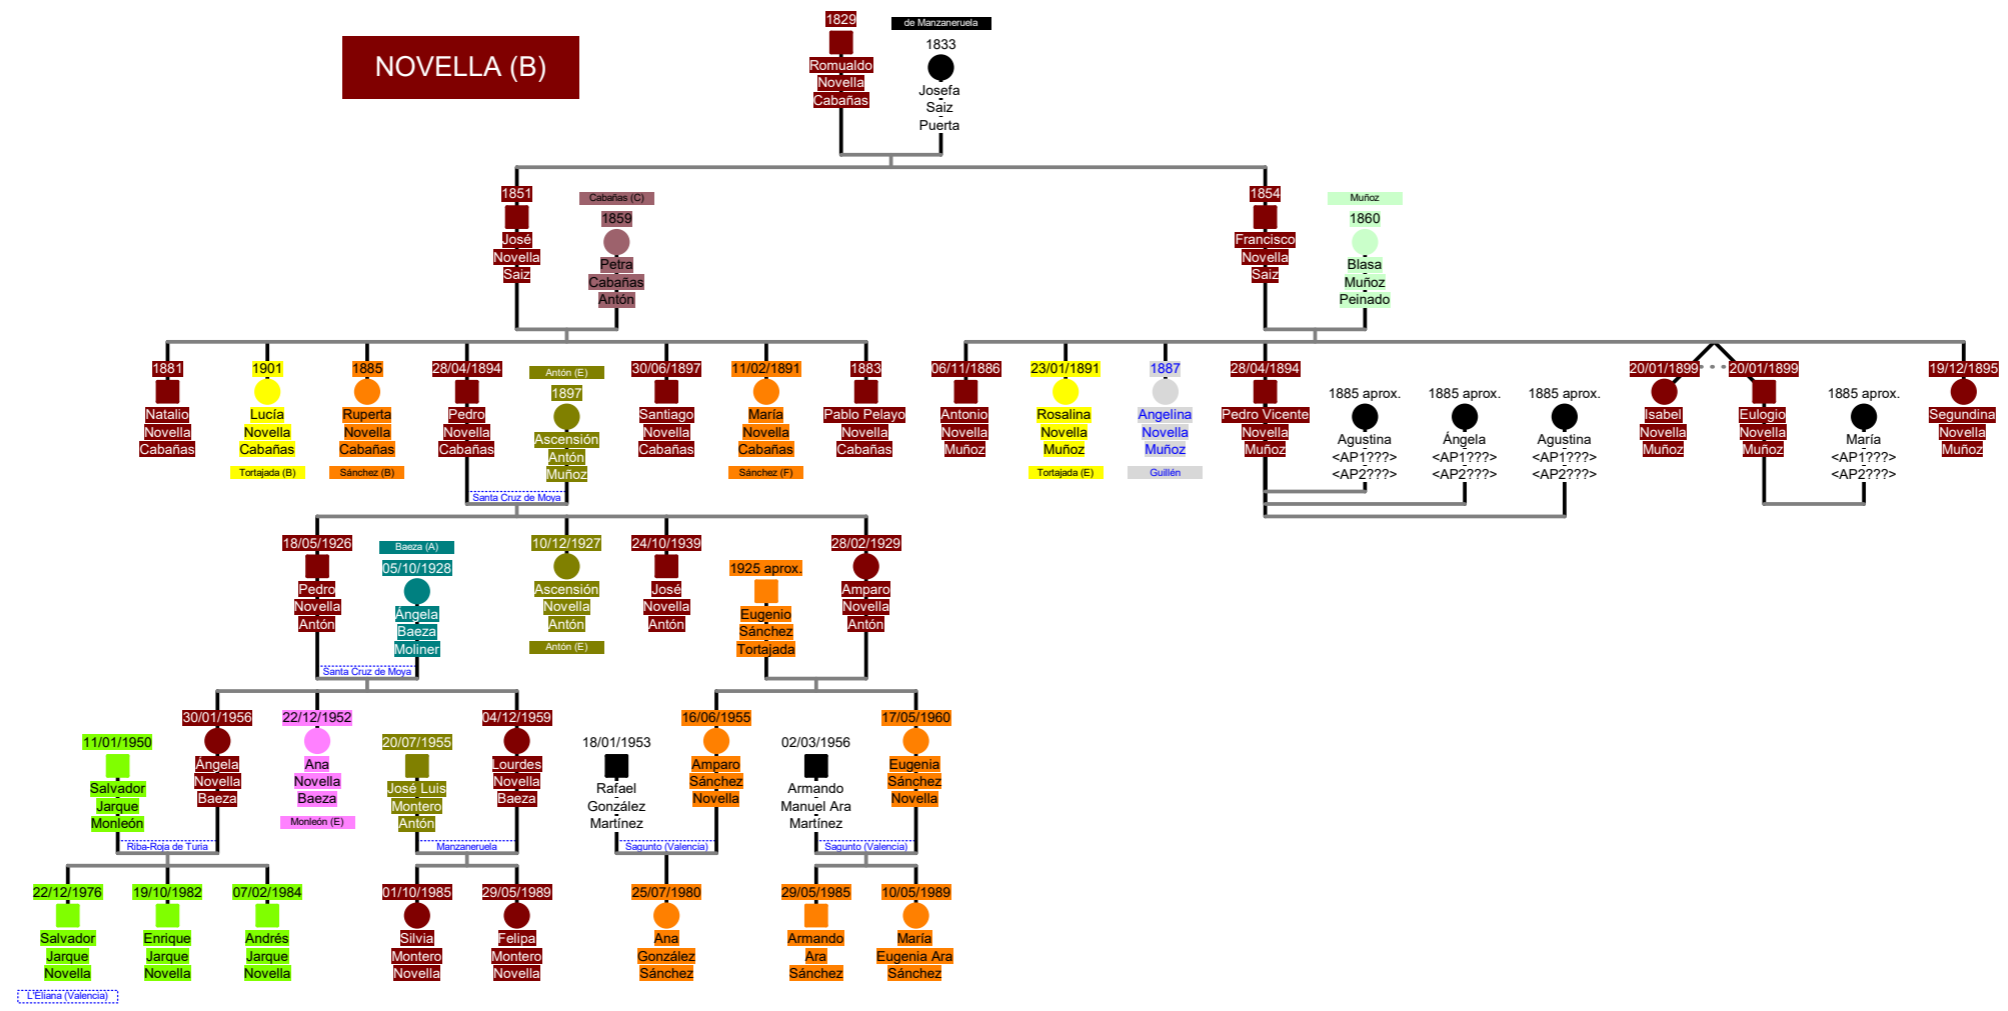 NOVELLA (B)
1829
Romualdo
Novella
Cabañas
de Manzaneruela
1833
Josefa
Saiz
Puerta
1851
José
Novella
Saiz
Cabañas (C)
1859
Petra
Cabañas
Antón
1854
Francisco
Novella
Saiz
Muñoz
1860
Blasa
Muñoz
Peinado
1881
Natalio
Novella
Cabañas
1901
Lucía
Novella
Cabañas
Tortajada (B)
1885
Ruperta
Novella
Cabañas
Sánchez (B)
28/04/1894
Pedro
Novella
Cabañas
Antón (E)
1897
Ascensión
Antón
Muñoz
Santa Cruz de Moya
30/06/1897
Santiago
Novella
Cabañas
11/02/1891
María
Novella
Cabañas
Sánchez (F)
1883
Pablo Pelayo
Novella
Cabañas
06/11/1886
Antonio
Novella
Muñoz
23/01/1891
Rosalina
Novella
Muñoz
Tortajada (E)
1887
Angelina
Novella
Muñoz
Guillén
28/04/1894
Pedro Vicente
Novella
Muñoz
1885 aprox.
Agustina
<AP1???>
<AP2???>
1885 aprox.
Ángela
<AP1???>
<AP2???>
1885 aprox.
Agustina
<AP1???>
<AP2???>
20/01/1899
Isabel
Novella
Muñoz
20/01/1899
Eulogio
Novella
Muñoz
1885 aprox.
María
<AP1???>
<AP2???>
19/12/1895
Segundina
Novella
Muñoz
18/05/1926
Pedro
Novella
Antón
Baeza (A)
05/10/1928
Ángela
Baeza
Moliner
Santa Cruz de Moya
10/12/1927
Ascensión
Novella
Antón
Antón (E)
24/10/1939
José
Novella
Antón
1925 aprox.
Eugenio
Sánchez
Tortajada
28/02/1929
Amparo
Novella
Antón
11/01/1950
Salvador
Jarque
Monleón
30/01/1956
Ángela
Novella
Baeza
Riba-Roja de Turia
22/12/1952
Ana
Novella
Baeza
Monleón (E)
20/07/1955
José Luis
Montero
Antón
04/12/1959
Lourdes
Novella
Baeza
Manzaneruela
18/01/1953
Rafael
González
Martínez
16/06/1955
Amparo
Sánchez
Novella
Sagunto (Valencia)
02/03/1956
Armando
Manuel Ara
Martínez
17/05/1960
Eugenia
Sánchez
Novella
Sagunto (Valencia)
22/12/1976
Salvador
Jarque
Novella
L'Eliana (Valencia)
19/10/1982
Enrique
Jarque
Novella
07/02/1984
Andrés
Jarque
Novella
01/10/1985
Silvia
Montero
Novella
29/05/1989
Felipa
Montero
Novella
25/07/1980
Ana
González
Sánchez
29/05/1985
Armando
Ara
Sánchez
10/05/1989
María
Eugenia Ara
Sánchez